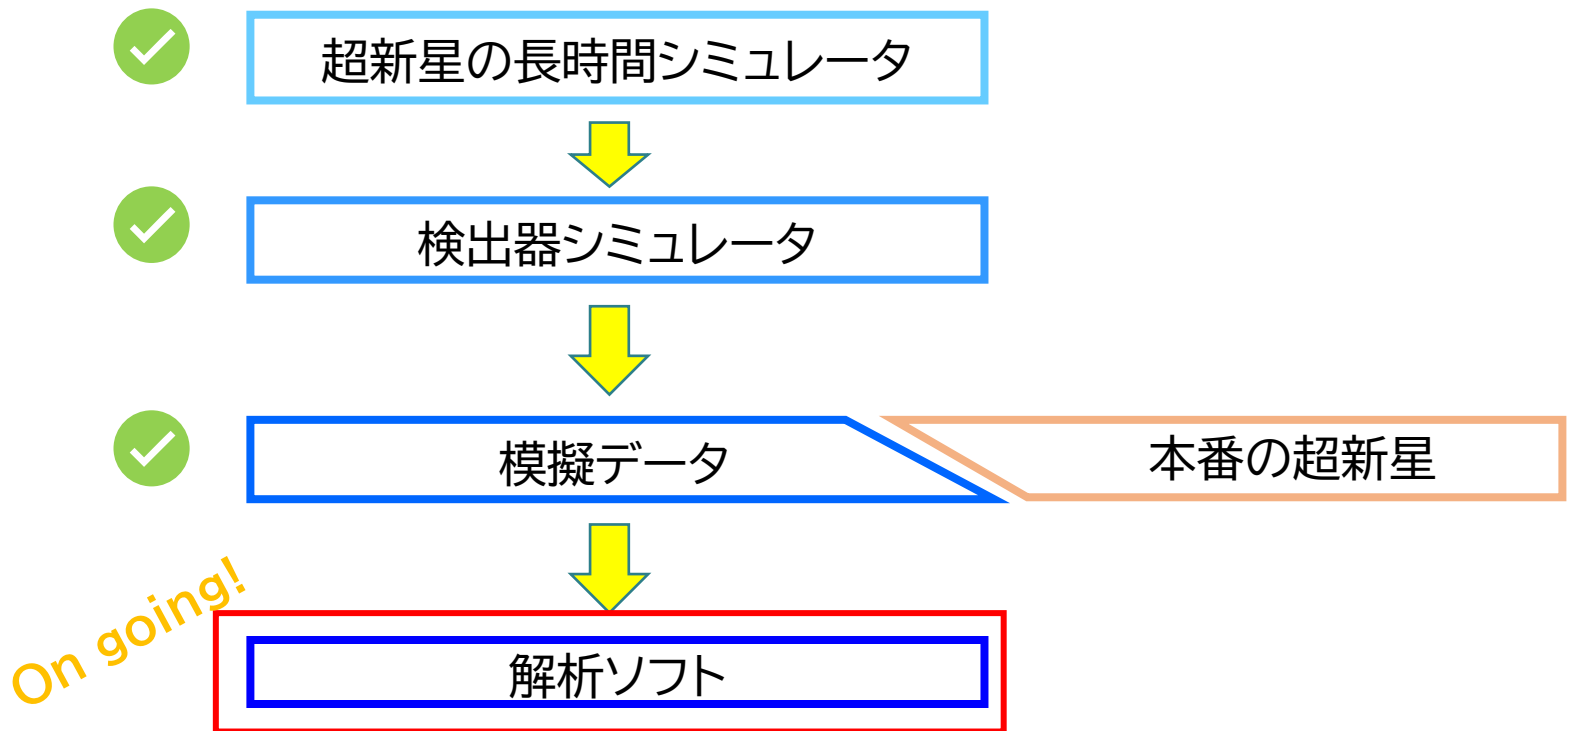 超新星の長時間シミュレータ
検出器シミュレータ
模擬データ
本番の超新星
On going!
解析ソフト